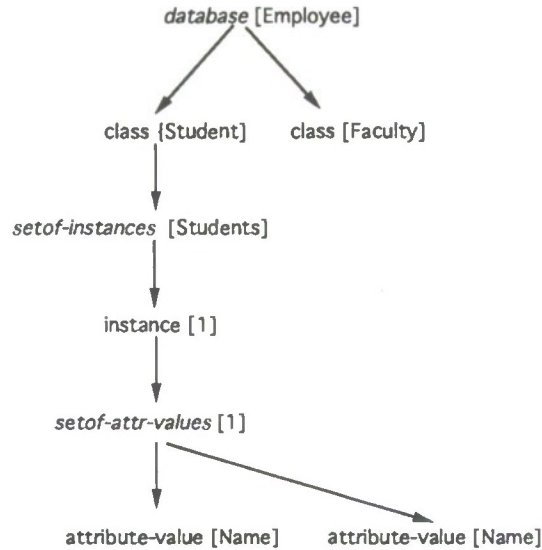 database [Employee]
class {Student]
class [Faculty]
setof-instances [Students]
instance [1]
setof-attr-values [1]
attribute-value [Name]
attribute-value [Name]